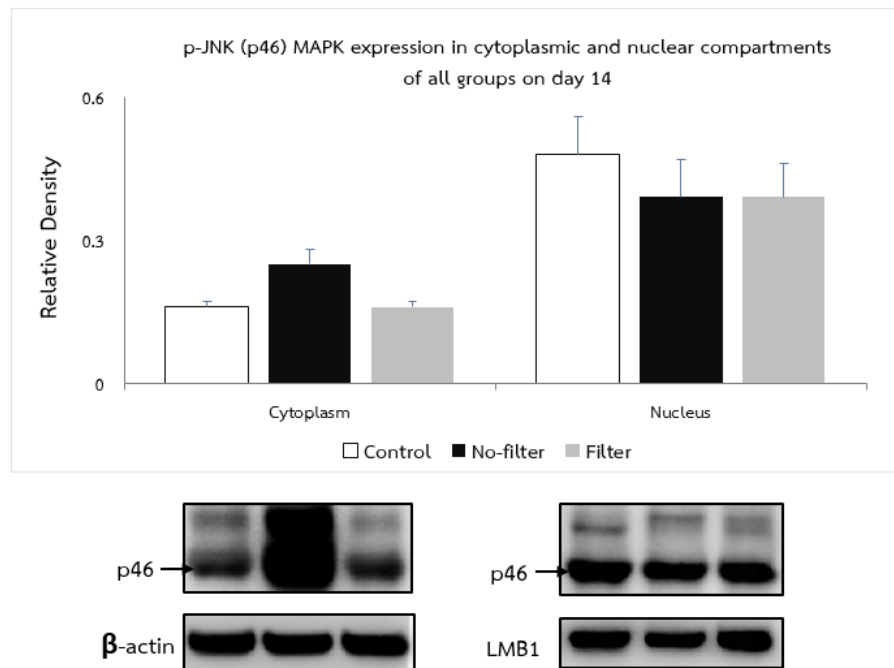 p-JNK (p46) MAPK expression in cytoplasmic and nuclear compartments
of all groups on day 14
Relative Density
0.6
0.3
0
Cytoplasm
Nucleus
Control No-filter Filter
p46
p46
β-actin
LMB1